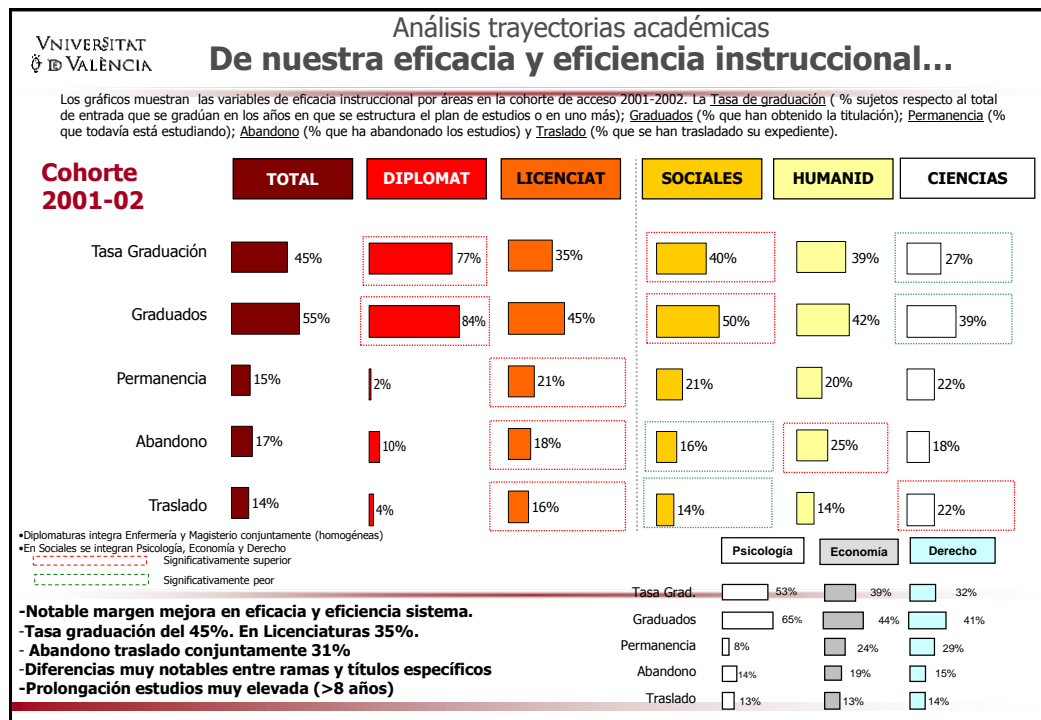 VNIVERSITAT
Ö DE VALÈNCIA
Análisis trayectorias académicas
De nuestra eficacia y eficiencia instruccional...
Los gráficos muestran las variables de eficacia instruccional por áreas en la cohorte de acceso 2001-2002. La Tasa de graduación ( % sujetos respecto al total
de entrada que se gradúan en los años en que se estructura el plan de estudios o en uno más); Graduados (% que han obtenido la titulación); Permanencia (%
que todavía está estudiando); Abandono (% que ha abandonado los estudios) y Traslado (% que se han trasladado su expediente).
Cohorte
2001-02
TOTAL DIPLOMAT LICENCIAT SOCIALES HUMANID CIENCIAS
Tasa Graduación 45% 77% 35% 40% 39% 27%
Graduados 55% 84% 45% 50% 42% 39%
Permanencia 15% 2% 21% 21% 20% 22%
Abandono 17% 10% 18% 16% 25% 18%
Traslado 14% 4% 16% 14% 14% 22%
•Diplomaturas integra Enfermería y Magisterio conjuntamente (homogéneas)
•En Sociales se integran Psicología, Economía y Derecho
Significativamente superior
Significativamente peor
-Notable margen mejora en eficacia y eficiencia sistema.
-Tasa graduación del 45%. En Licenciaturas 35%.
- Abandono traslado conjuntamente 31%
-Diferencias muy notables entre ramas y títulos específicos
-Prolongación estudios muy elevada (>8 años)
Psicología Economía Derecho
Tasa Grad. 53% 39% 32%
Graduados 65% 44% 41%
Permanencia 8% 24% 29%
Abandono 14% 19% 15%
Traslado 13% 13% 14%